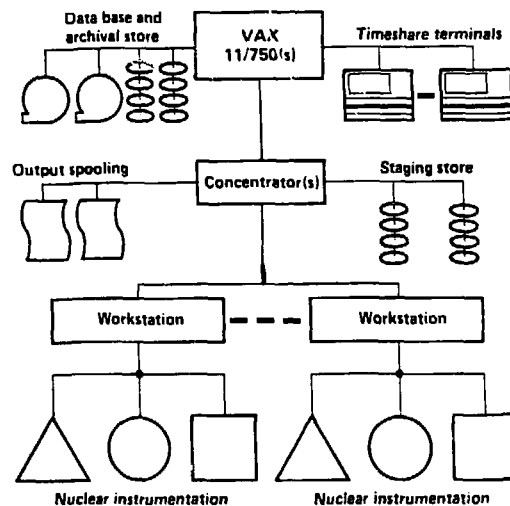 Data base and
archival store
VAX
11/750(s)
Timeshare terminals
Output spooling
Concentrator(s)
Staging store
Workstation
Workstation
Nuclear instrumentation
Nuclear instrumentation